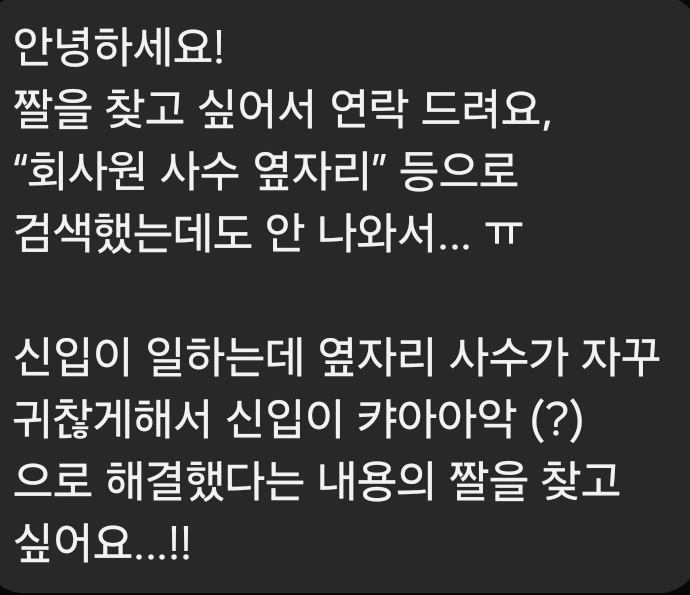 안녕하세요!
짤을 찾고 싶어서 연락 드려요,
“회사원 사수 옆자리” 등으로
검색했는데도 안 나와서... ㅠ
신입이 일하는데 옆자리 사수가 자꾸
귀찮게해서 신입이 캬아아악 (?)
으로 해결했다는 내용의 짤을 찾고
싶어요...!!